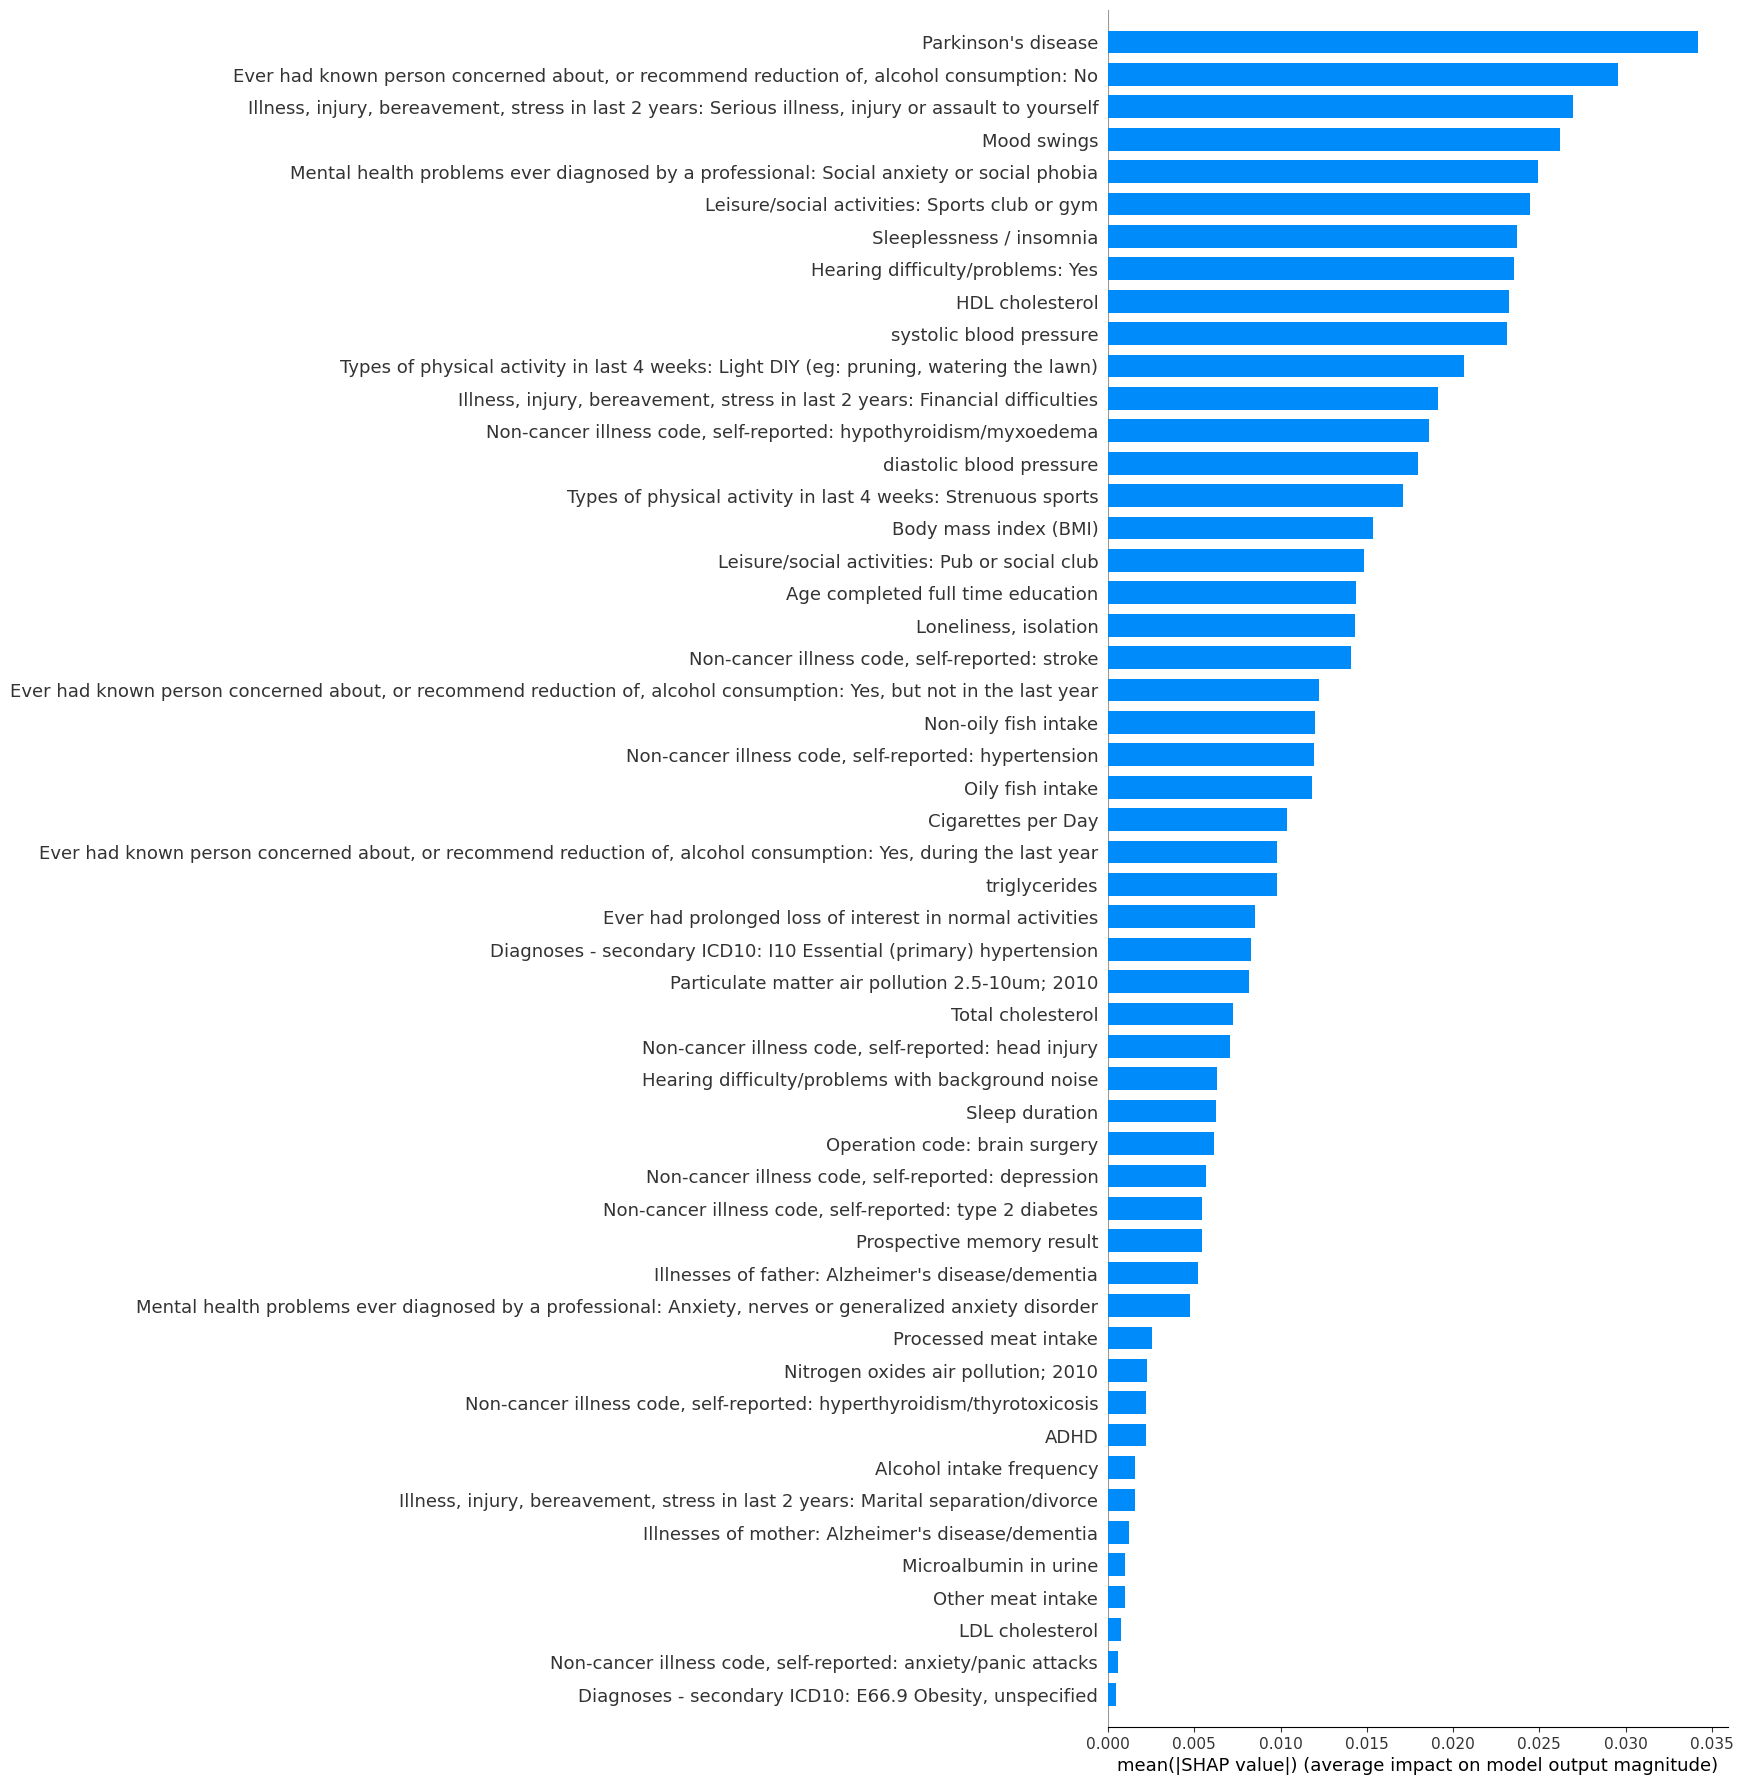 Parkinson's disease
Ever had known person concerned about, or recommend reduction of, alcohol consumption: No
Illness, injury, bereavement, stress in last 2 years: Serious illness, injury or assault to yourself
Mood swings
Mental health problems ever diagnosed by a professional: Social anxiety or social phobia
Leisure/social activities: Sports club or gym
Sleeplessness / insomnia
Hearing difficulty/problems: Yes
HDL cholesterol
systolic blood pressure
Types of physical activity in last 4 weeks: Light DIY (eg: pruning, watering the lawn)
Illness, injury, bereavement, stress in last 2 years: Financial difficulties
Non-cancer illness code, self-reported: hypothyroidism/myxoedema
diastolic blood pressure
Types of physical activity in last 4 weeks: Strenuous sports
Body mass index (BMI)
Leisure/social activities: Pub or social club
Age completed full time education
Loneliness, isolation
Non-cancer illness code, self-reported: stroke
Ever had known person concerned about, or recommend reduction of, alcohol consumption: Yes, but not in the last year
Non-oily fish intake
Non-cancer illness code, self-reported: hypertension
Oily fish intake
Cigarettes per Day
Ever had known person concerned about, or recommend reduction of, alcohol consumption: Yes, during the last year
triglycerides
Ever had prolonged loss of interest in normal activities
Diagnoses - secondary ICD10: I10 Essential (primary) hypertension
Particulate matter air pollution 2.5-10um; 2010
Total cholesterol
Non-cancer illness code, self-reported: head injury
Hearing difficulty/problems with background noise
Sleep duration
Operation code: brain surgery
Non-cancer illness code, self-reported: depression
Non-cancer illness code, self-reported: type 2 diabetes
Prospective memory result
Illnesses of father: Alzheimer's disease/dementia
Mental health problems ever diagnosed by a professional: Anxiety, nerves or generalized anxiety disorder
Processed meat intake
Nitrogen oxides air pollution; 2010
Non-cancer illness code, self-reported: hyperthyroidism/thyrotoxicosis
ADHD
Alcohol intake frequency
Illness, injury, bereavement, stress in last 2 years: Marital separation/divorce
Illnesses of mother: Alzheimer's disease/dementia
Microalbumin in urine
Other meat intake
LDL cholesterol
Non-cancer illness code, self-reported: anxiety/panic attacks
Diagnoses - secondary ICD10: E66.9 Obesity, unspecified
0.000 0.005 0.010 0.015 0.020 0.025 0.030 0.035
mean(|SHAP value|) (average impact on model output magnitude)